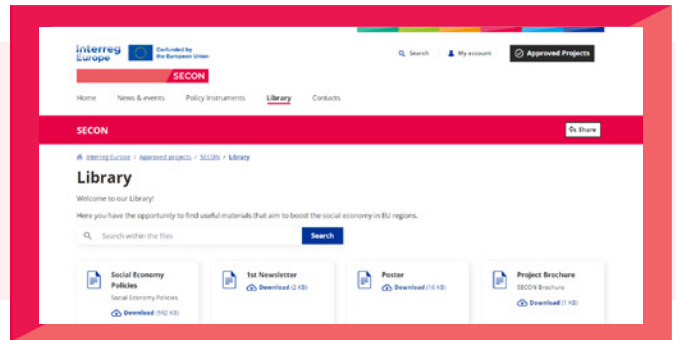 Interreg
Europe
Co-funded by
the European Union
Search
My account
Approved Projects
SECON
Home News & events Policy Instruments Library Contacts
SECON
Share
Interreg Europe / Approved projects / SECON / Library
Library
Welcome to our Library!
Here you have the opportunity to find useful materials that aim to boost the social economy in EU regions.
Search within the files
Search
Social Economy
Policies
Social Economy Policies
Download (592 KB)
1st Newsletter
Download (2 KB)
Poster
Download (10 KB)
Project Brochure
SECON Brochure
Download (1 KB)